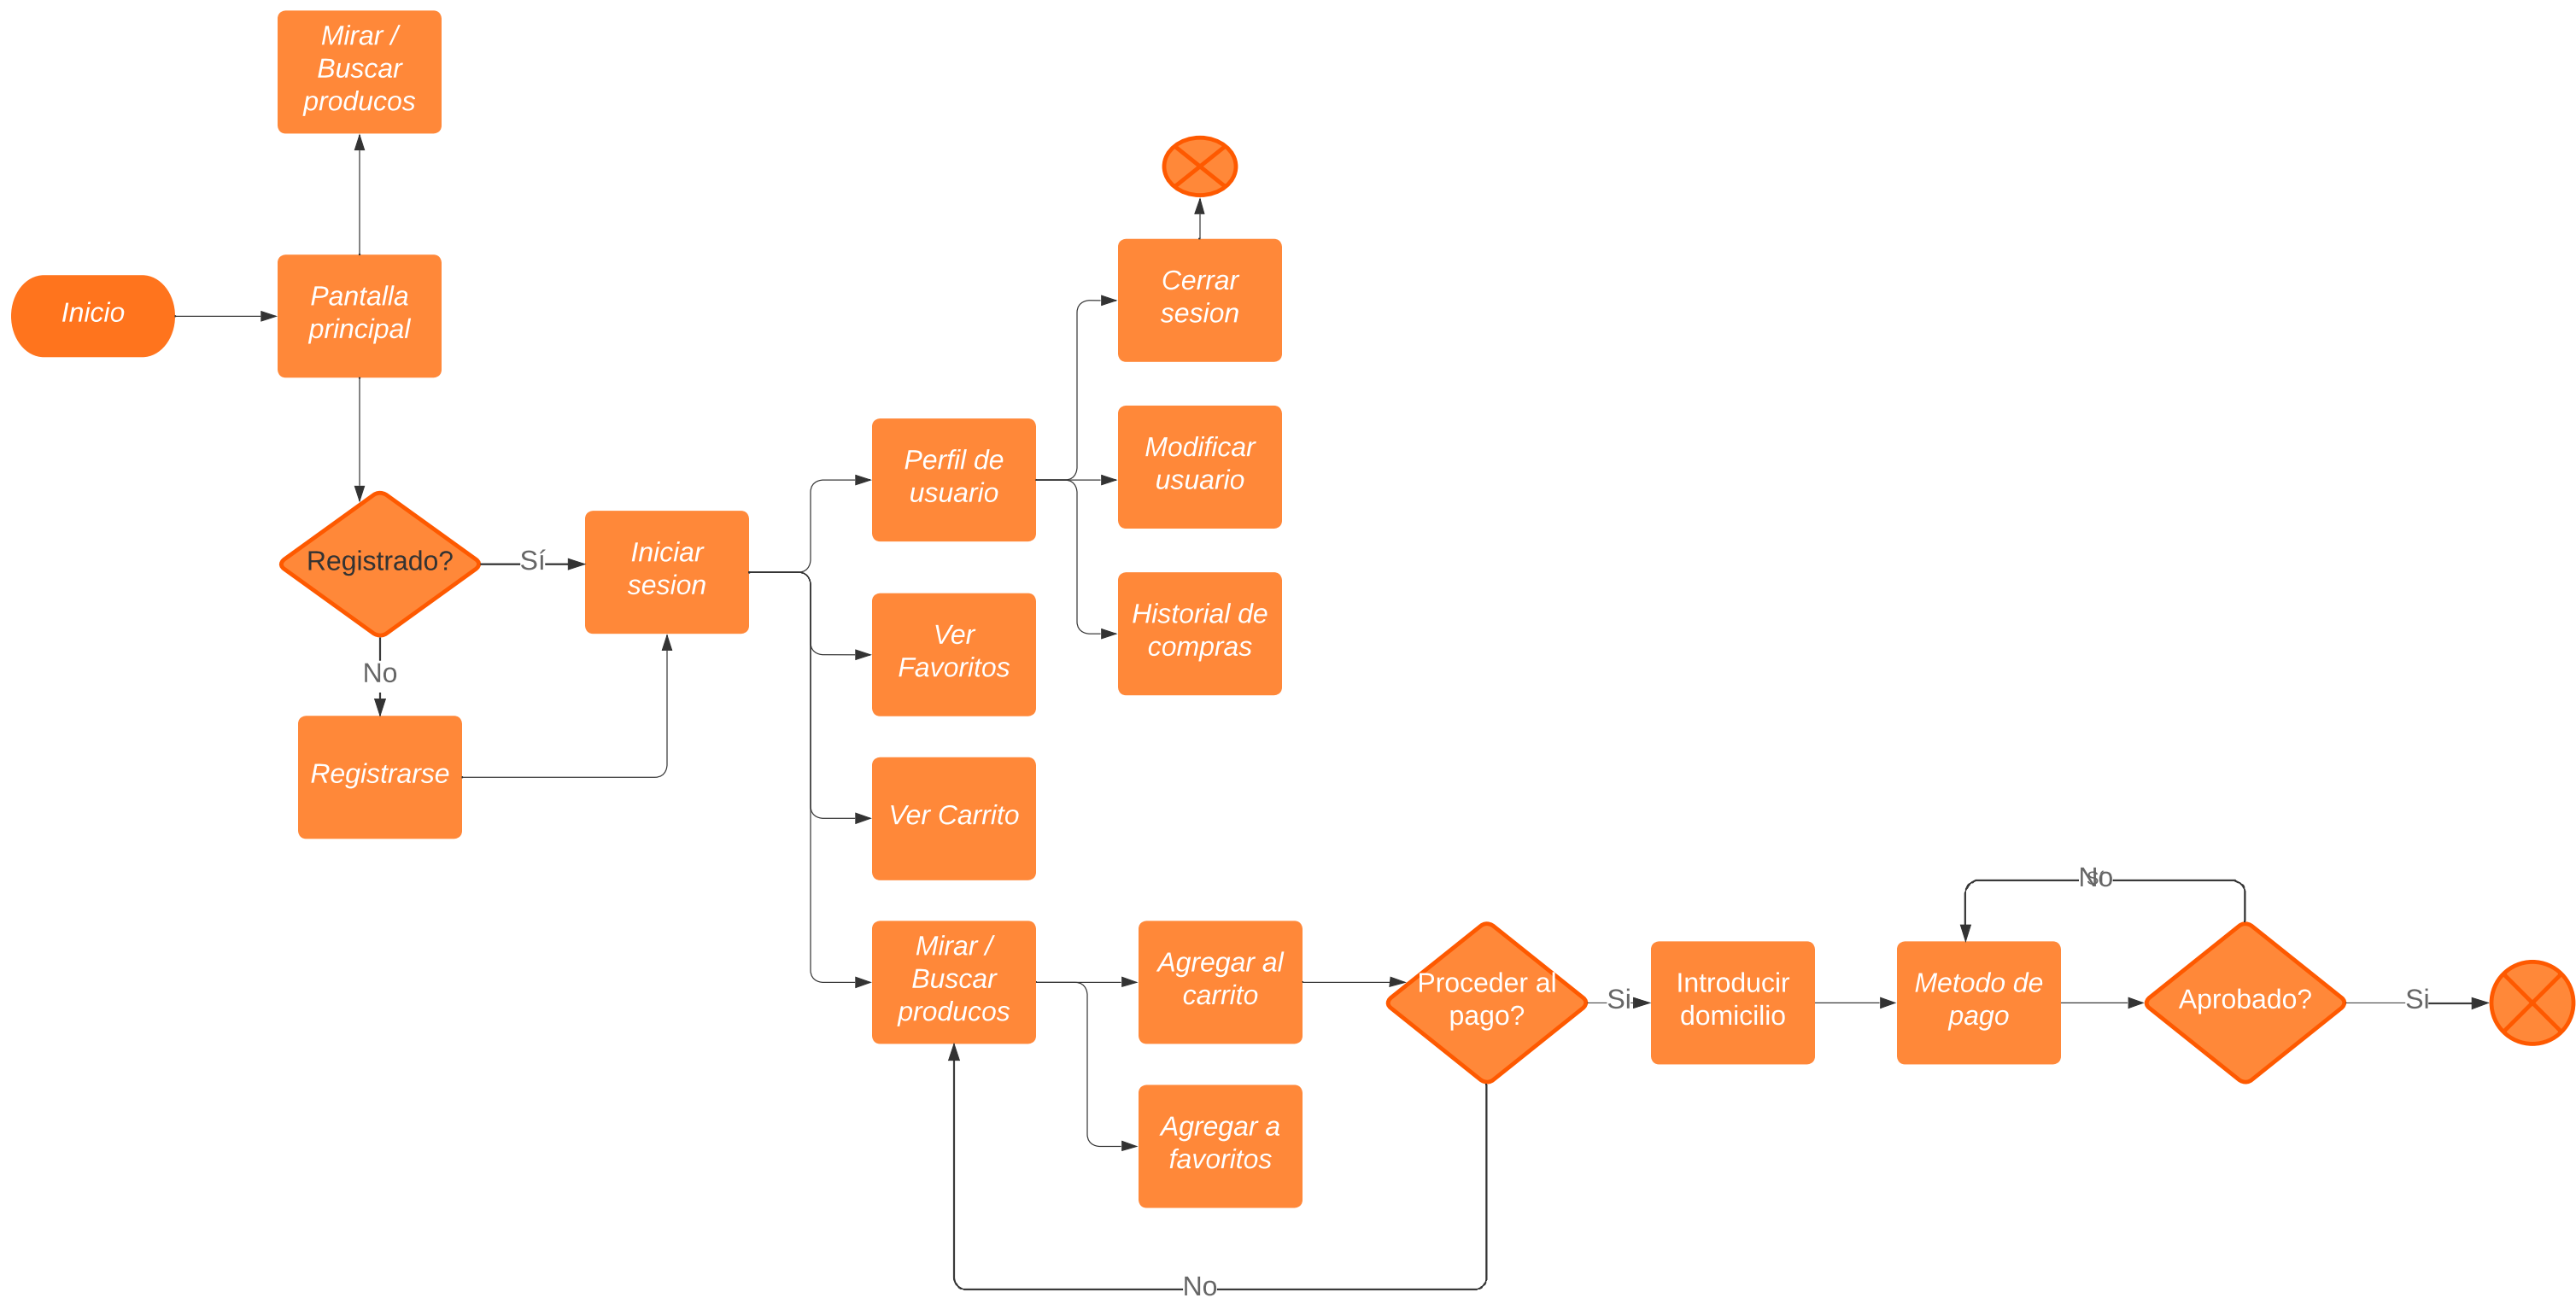 Mirar /
Buscar
producos
Inicio
Pantalla
principal
Registrado?
Sí
No
Registrarse
Iniciar
sesion
Perfil de
usuario
Ver
Favoritos
Ver Carrito
Mirar /
Buscar
producos
Cerrar
sesion
Modificar
usuario
Historial de
compras
Agregar al
carrito
Agregar a
favoritos
Proceder al
pago?
No
Si
Introducir
domicilio
Metodo de
pago
No
Aprobado?
Si